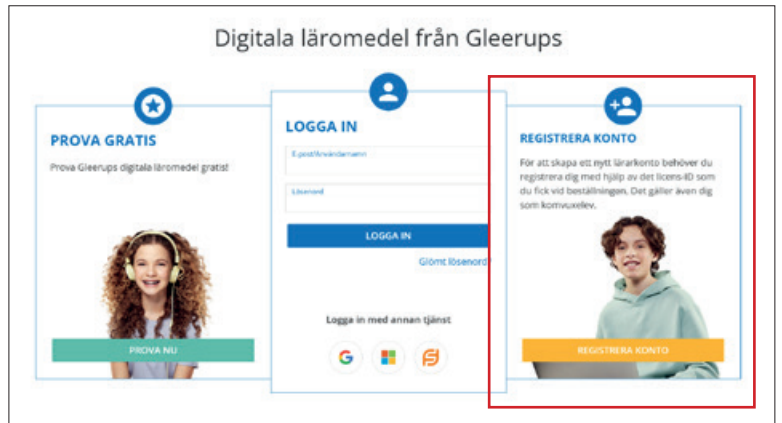 Digitala läromedel från Gleerups
PROVA GRATIS
Prova Gleerups digitala läromedel gratis!
PROVA NU
LOGGA IN
E-post/Användarnamn
Lösenord
LOGGA IN
Glömt lösenord?
Logga in med annan tjänst
REGISTRERA KONTO
För att skapa ett nytt lärarkonto behöver du
registrera dig med hjälp av det licens-ID som
du fick vid beställningen. Det gäller även dig
som komvuxelev.
REGISTRERA KONTO